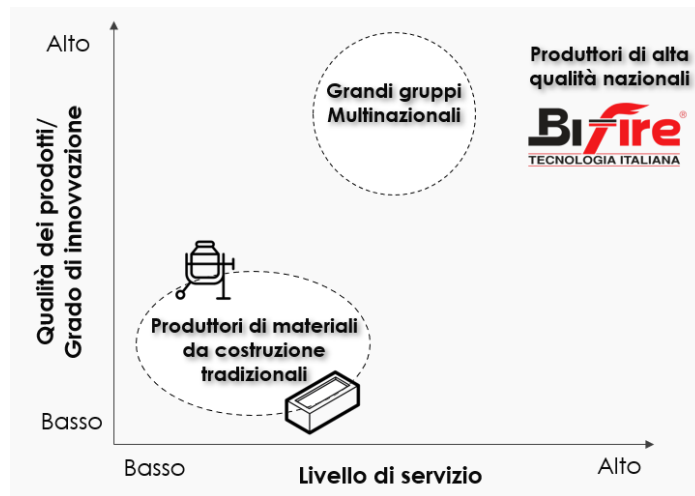 Alto
Produttori di alta
qualità nazionali
BIFire®
TECNOLOGIA ITALIANA
Grandi gruppi
Multinazionali
Qualità dei prodotti/
Grado di innovazione
Produttori di materiali
da costruzione
tradizionali
Basso
Basso
Livello di servizio
Alto